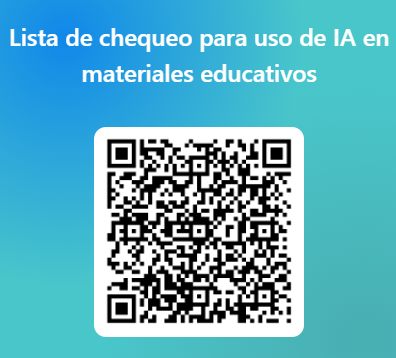 Lista de chequeo para uso de IA en
materiales educativos